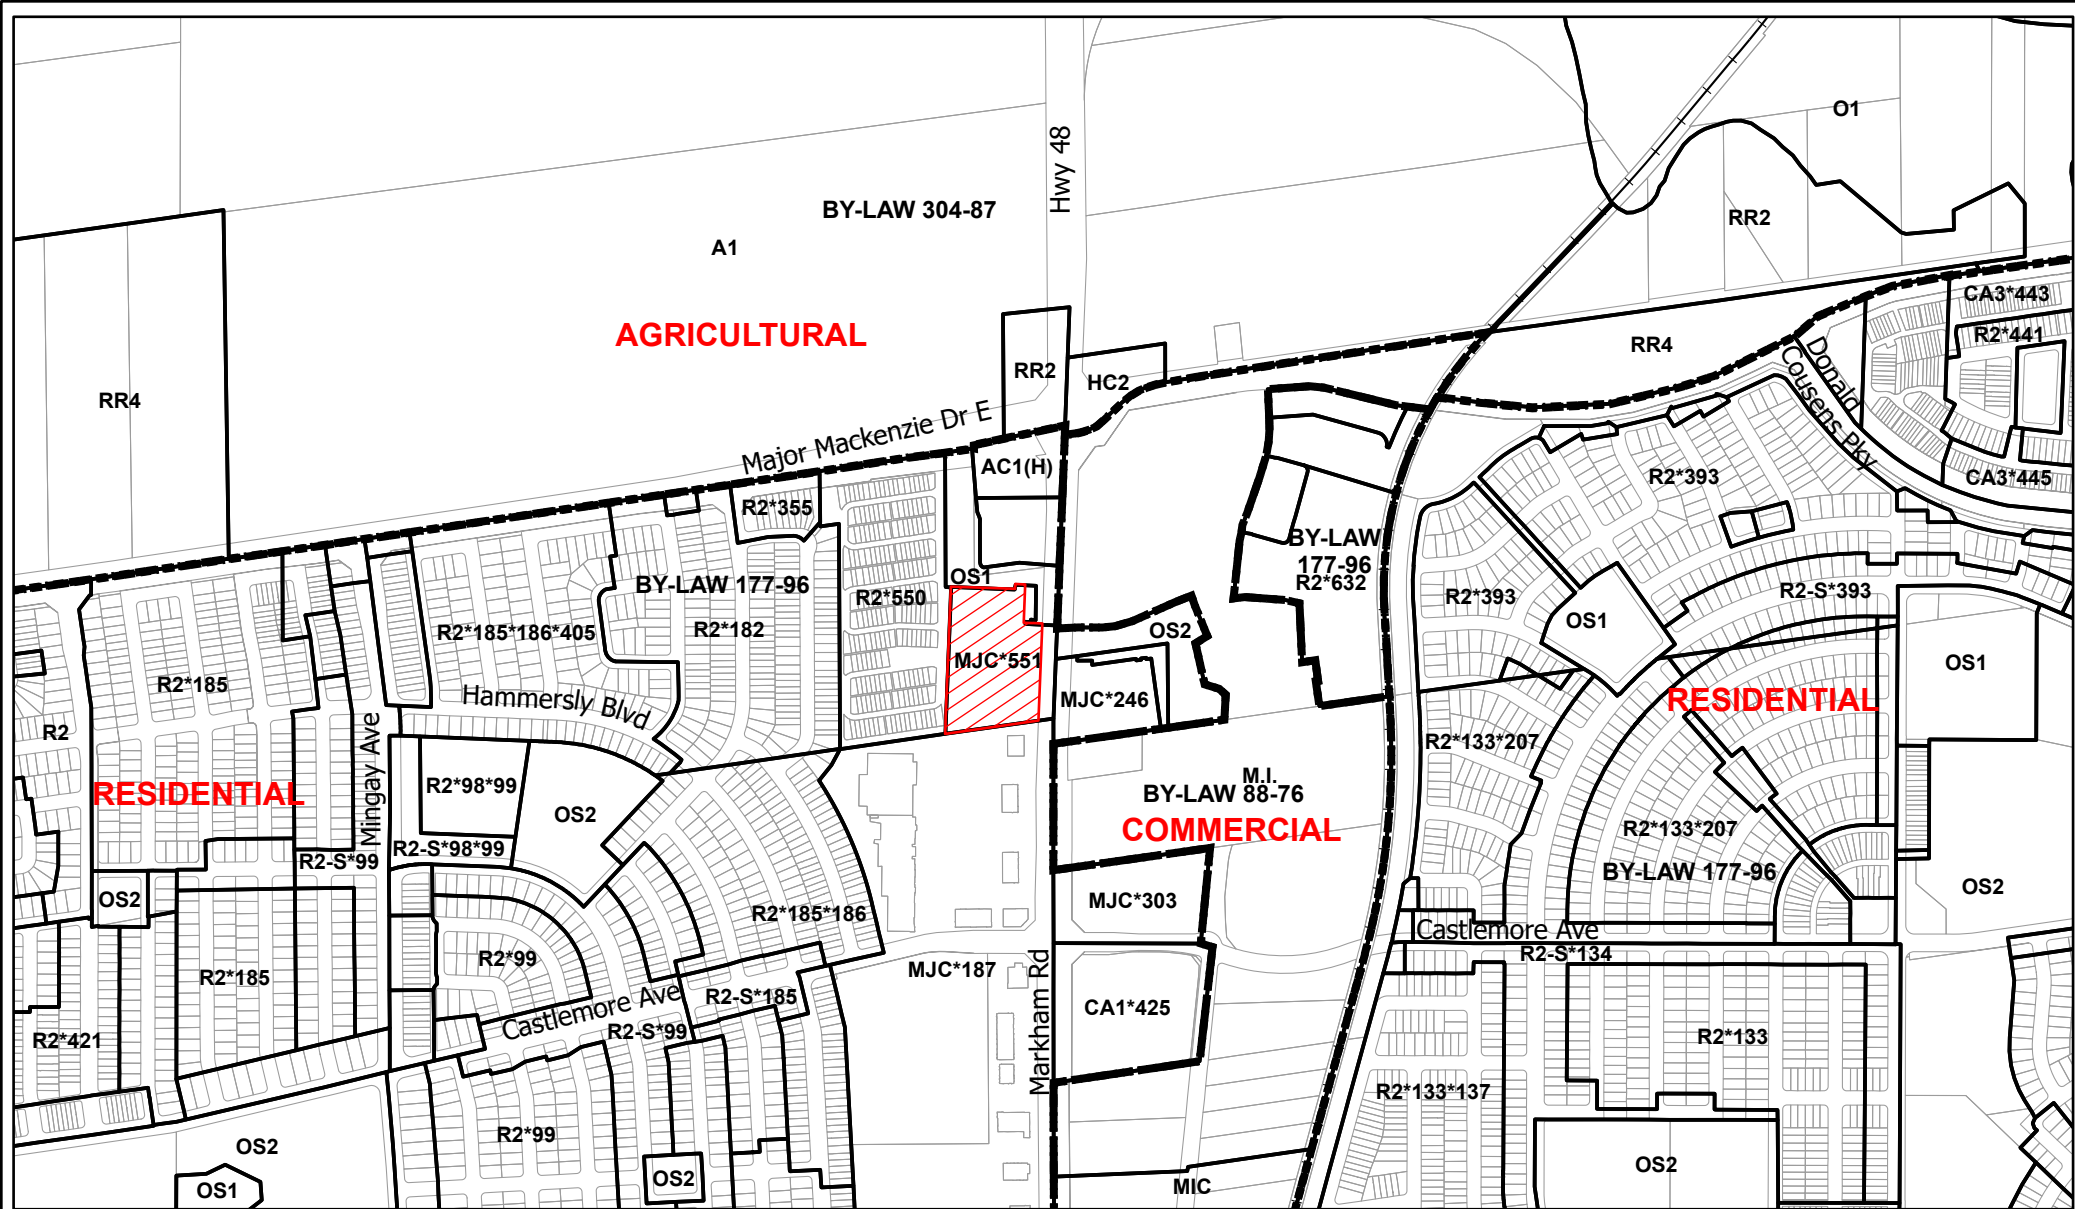 O1
Hwy 48
BY-LAW 304-87
RR2
A1
CA3*443
AGRICULTURAL
R2*441
RR4
Donald
Cousens Pky
RR2
HC2
RR4
Major Mackenzie Dr E
AC1(H)
R2*393
CA3*445
R2*355
BY-LAW
177-96
R2*632
OS1
BY-LAW 177-96
R2*550
R2*393
R2-S*393
R2*185*186*405
R2*182
OS2
OS1
MJC*551
OS1
R2*185
Hammersly Blvd
MJC*246
RESIDENTIAL
R2
Mingay Ave
R2*133*207
M.I.
R2*98*99
BY-LAW 88-76
RESIDENTIAL
OS2
COMMERCIAL
R2*133*207
R2-S*98*99
R2-S*99
BY-LAW 177-96
OS2
OS2
MJC*303
R2*185*186
Castlemore Ave
R2*99
R2-S*134
MJC*187
R2*185
Markham Rd
R2-S*185
CA1*425
Castlemore Ave
R2-S*99
R2*421
R2*133
R2*133*137
R2*99
OS2
OS2
OS2
MIC
OS1